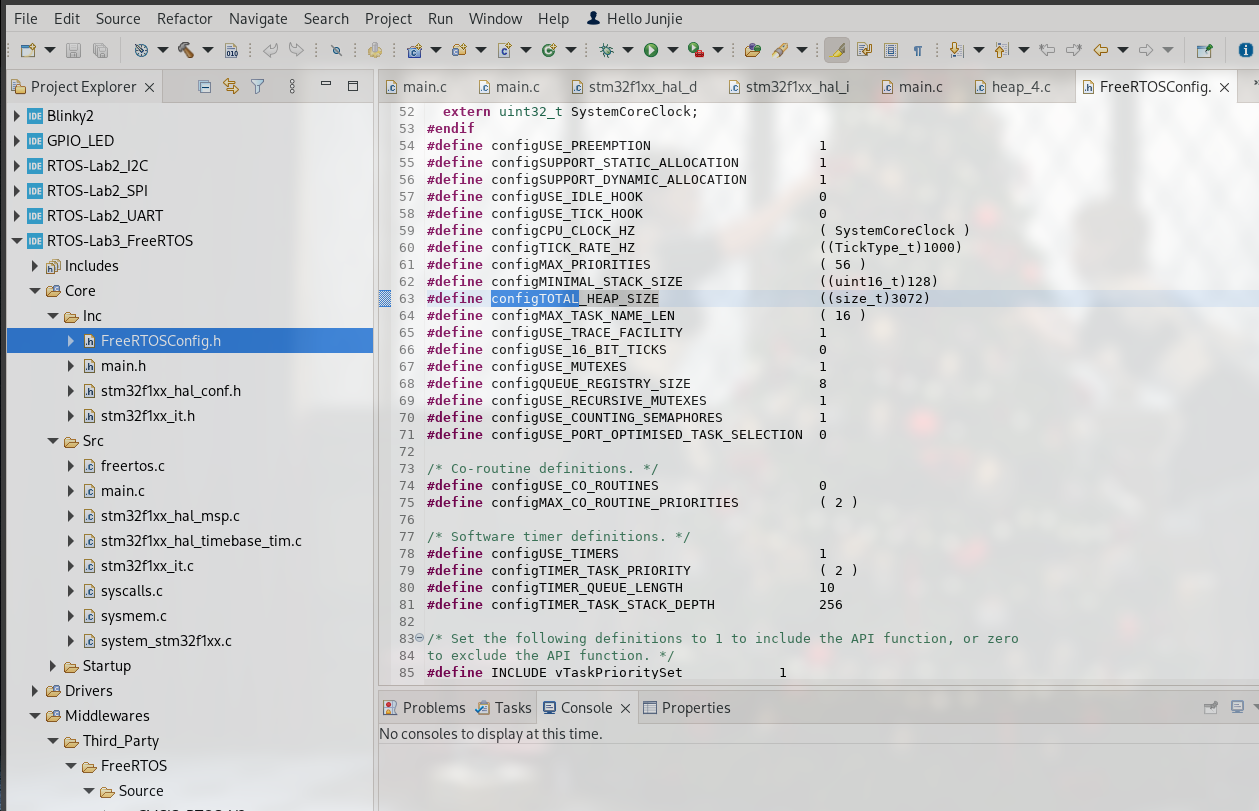 File Edit Source Refactor Navigate Search Project Run Window Help Hello Junjie
Project Explorer
main.c main.c stm32f1xx_hal_d stm32f1xx_hal_i main.c heap_4.c FreeRTOSConfig.
Blinky2
GPIO_LED
RTOS-Lab2_I2C
RTOS-Lab2_SPI
RTOS-Lab2_UART
RTOS-Lab3_FreeRTOS
Includes
Core
Inc
FreeRTOSConfig.h
main.h
stm32f1xx_hal_conf.h
stm32f1xx_it.h
Src
freertos.c
main.c
stm32f1xx_hal_msp.c
stm32f1xx_hal_timebase_tim.c
stm32f1xx_it.c
syscalls.c
sysmem.c
system_stm32f1xx.c
Startup
Drivers
Middlewares
Third_Party
FreeRTOS
Source
52 extern uint32_t SystemCoreClock;
53 #endif
54 #define configUSE_PREEMPTION 1
55 #define configSUPPORT_STATIC_ALLOCATION 1
56 #define configSUPPORT_DYNAMIC_ALLOCATION 1
57 #define configUSE_IDLE_HOOK 0
58 #define configUSE_TICK_HOOK 0
59 #define configCPU_CLOCK_HZ ( SystemCoreClock )
60 #define configTICK_RATE_HZ ((TickType_t)1000)
61 #define configMAX_PRIORITIES ( 56 )
62 #define configMINIMAL_STACK_SIZE ((uint16_t)128)
63 #define configTOTAL_HEAP_SIZE ((size_t)3072)
64 #define configMAX_TASK_NAME_LEN ( 16 )
65 #define configUSE_TRACE_FACILITY 1
66 #define configUSE_16_BIT_TICKS 0
67 #define configUSE_MUTEXES 1
68 #define configQUEUE_REGISTRY_SIZE 8
69 #define configUSE_RECURSIVE_MUTEXES 1
70 #define configUSE_COUNTING_SEMAPHORES 1
71 #define configUSE_PORT_OPTIMISED_TASK_SELECTION 0
72
73 /* Co-routine definitions. */
74 #define configUSE_CO_ROUTINES 0
75 #define configMAX_CO_ROUTINE_PRIORITIES ( 2 )
76
77 /* Software timer definitions. */
78 #define configUSE_TIMERS 1
79 #define configTIMER_TASK_PRIORITY ( 2 )
80 #define configTIMER_QUEUE_LENGTH 10
81 #define configTIMER_TASK_STACK_DEPTH 256
82
83 /* Set the following definitions to 1 to include the API function, or zero
84 to exclude the API function. */
85 #define INCLUDE_vTaskPrioritySet 1
Problems Tasks Console Properties
No consoles to display at this time.